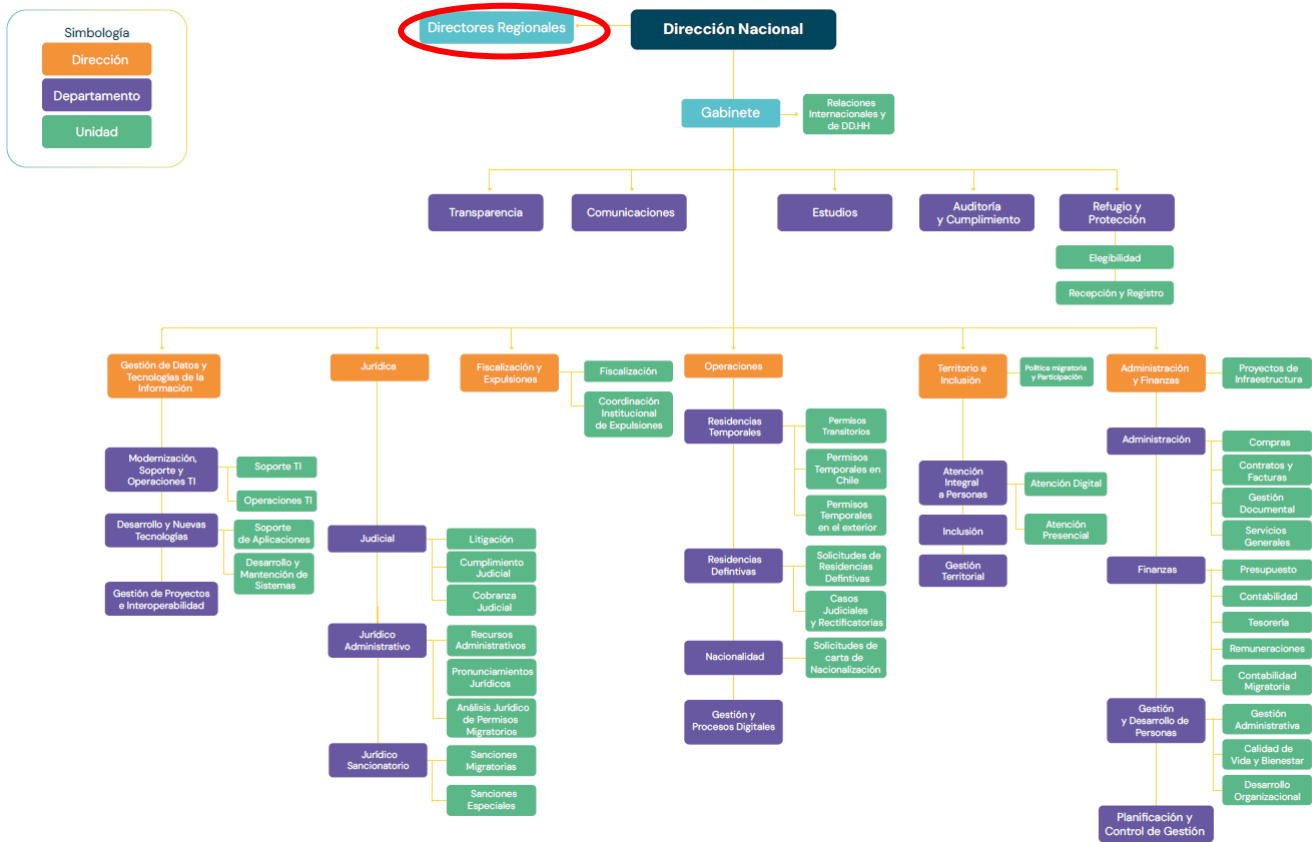 Simbología
Dirección
Departamento
Unidad
Directores Regionales
Dirección Nacional
Gabinete
Relaciones
Internacionales y
de DD.HH
Transparencia
Comunicaciones
Estudios
Auditoría
y Cumplimiento
Refugio y
Protección
Elegibilidad
Recepción y Registro
Gestión de Datos y
Tecnologías de la
Información
Modernización,
Soporte y
Operaciones TI
Soporte TI
Operaciones TI
Desarrollo y Nuevas
Tecnologías
Soporte
de Aplicaciones
Desarrollo y
Mantención de
Sistemas
Gestión de Proyectos
e Interoperabilidad
Jurídica
Judicial
Litigación
Cumplimiento
Judicial
Cobranza
Judicial
Jurídico
Administrativo
Recursos
Administrativos
Pronunciamientos
Jurídicos
Análisis Jurídico
de Permisos
Migratorios
Jurídico
Sancionatorio
Sanciones
Migratorias
Sanciones
Especiales
Fiscalización y
Expulsiones
Fiscalización
Coordinación
Institucional
de Expulsiones
Operaciones
Residencias
Temporales
Permisos
Transitorios
Permisos
Temporales en
Chile
Permisos
Temporales
en el exterior
Residencias
Defintivas
Solicitudes de
Residencias
Defintivas
Casos
Judiciales
y Rectificatorias
Nacionalidad
Solicitudes de
carta de
Nacionalización
Gestión y
Procesos Digitales
Territorio e
Inclusión
Política migratoria
y Participación
Atención
Integral
a Personas
Atención Digital
Atención
Presencial
Inclusión
Gestión
Territorial
Administración
y Finanzas
Proyectos de
Infraestructura
Administración
Compras
Contratos y
Facturas
Gestión
Documental
Servicios
Generales
Finanzas
Presupuesto
Contabilidad
Tesorería
Remuneraciones
Contabilidad
Migratoria
Gestión
y Desarrollo de
Personas
Gestión
Administrativa
Calidad de
Vida y Bienestar
Desarrollo
Organizacional
Planificación y
Control de Gestión